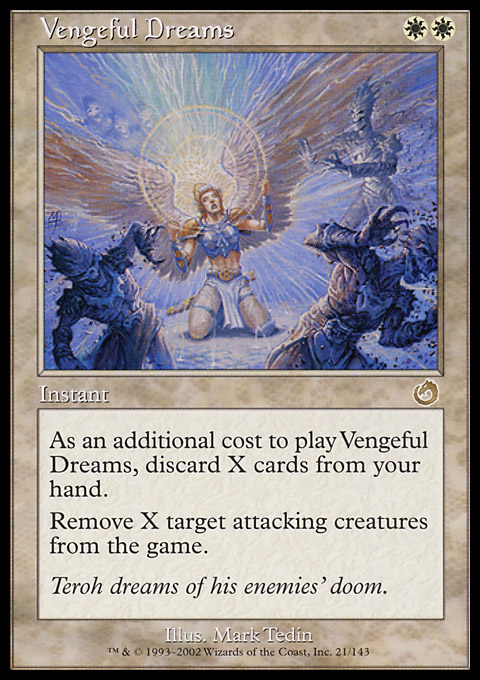 Vengeful Dreams
Instant
As an additional cost to play Vengeful
Dreams, discard X cards from your
hand.
Remove X target attacking creatures
from the game.
Teroh dreams of his enemies' doom.
Illus. Mark Tedin
™ & © 1993–2002 Wizards of the Coast, Inc. 21/143